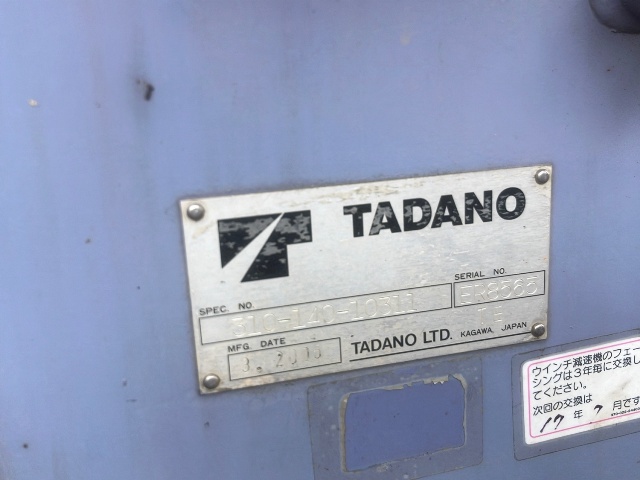 TADANO
SPEC. NO.
SERIAL NO.
MFG. DATE
TADANO LTD. KAGAWA, JAPAN
ウインチ減速機のフェー
シングは3年毎に交換し
てください。
次回の交換は
17年7月です